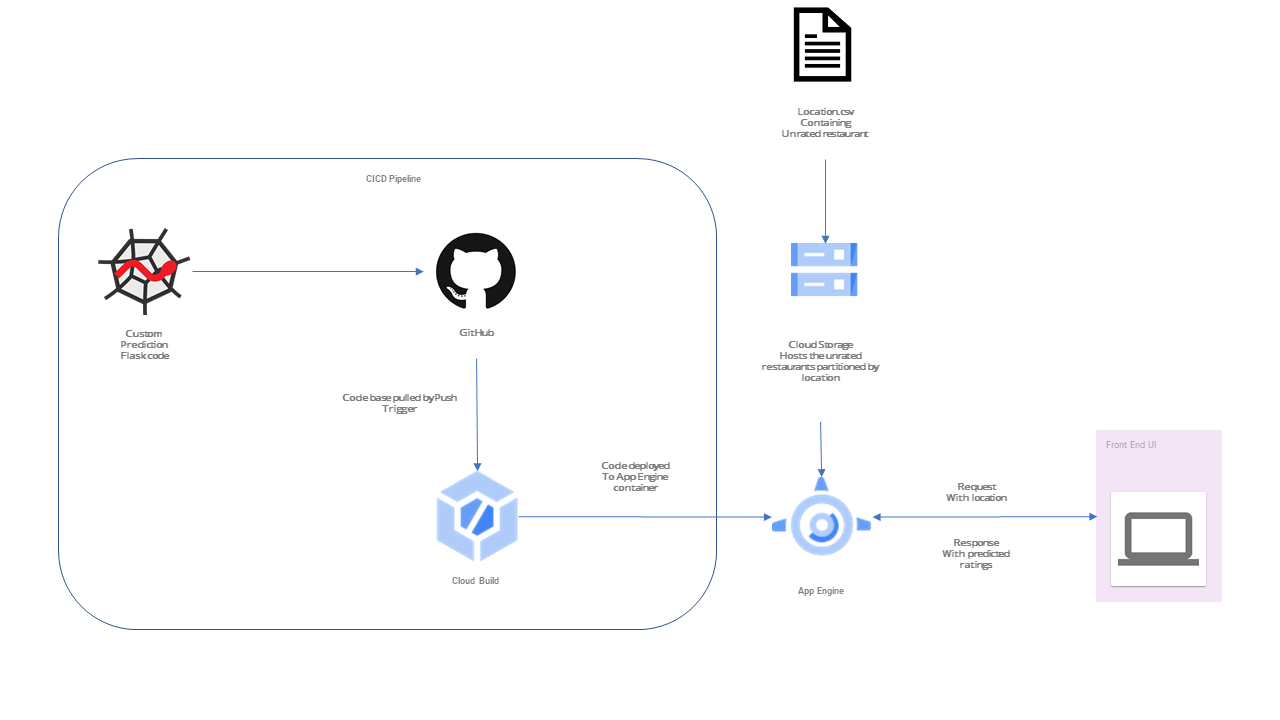 Location.csv
Containing
Unrated restaurant
CICD Pipeline
Custom
Prediction
Flask code
GitHub
Code base pulled by Push
Trigger
Cloud Storage
Hosts the unrated
restaurants partitioned by
location
Code deployed
To App Engine
container
Cloud Build
App Engine
Request
With location
Response
With predicted
ratings
Front End UI